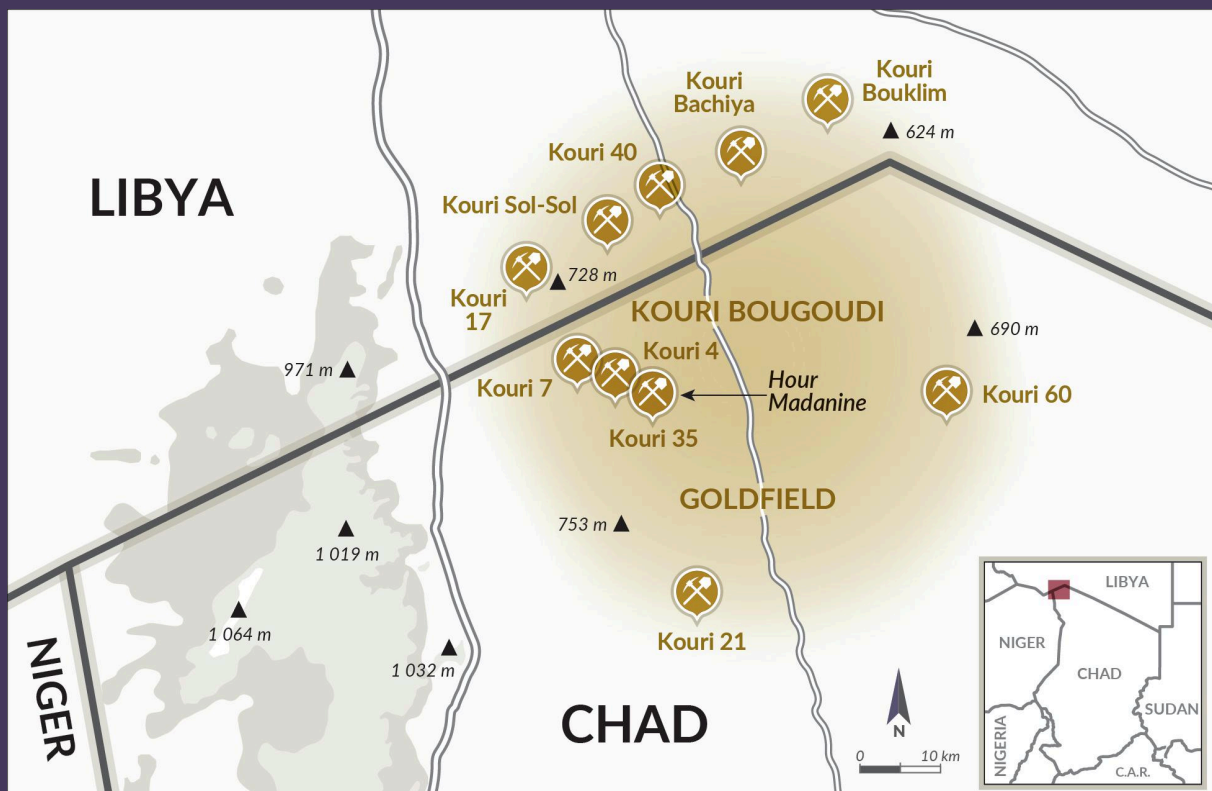 Kouri
Bouklim
Kouri
Bachiya
624 m
Kouri 40
LIBYA
Kouri Sol-Sol
728 m
Kouri
17
KOURI BOUGOUDI
690 m
Kouri 4
971 m
Kouri 7
Hour
Madanine
Kouri 60
Kouri 35
GOLDFIELD
753 m
1 019 m
1 064 m
Kouri 21
1 032 m
NIGER
CHAD
N
0 10 km
LIBYA
NIGER
CHAD
SUDAN
NIGERIA
C.A.R.